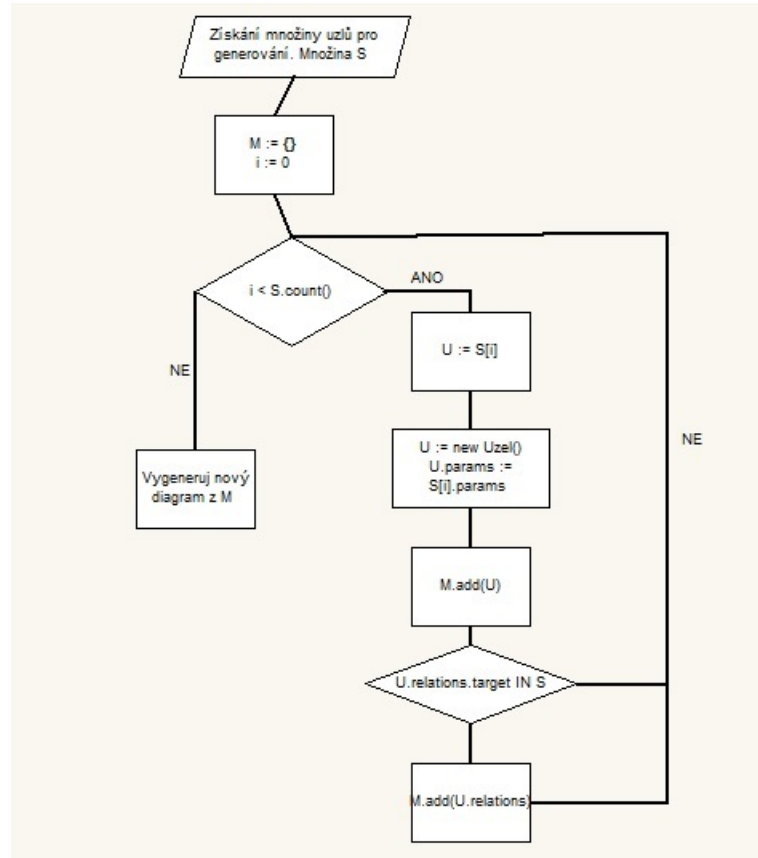 Získání množiny uzlů pro
generování. Množina S
M := {}
i := 0
i < S.count()
ANO
U := S[i]
NE
NE
U := new Uzel()
U.params :=
S[i].params
Vygeneruj nový
diagram z M
M.add(U)
U.relations.target IN S
M.add(U.relations)